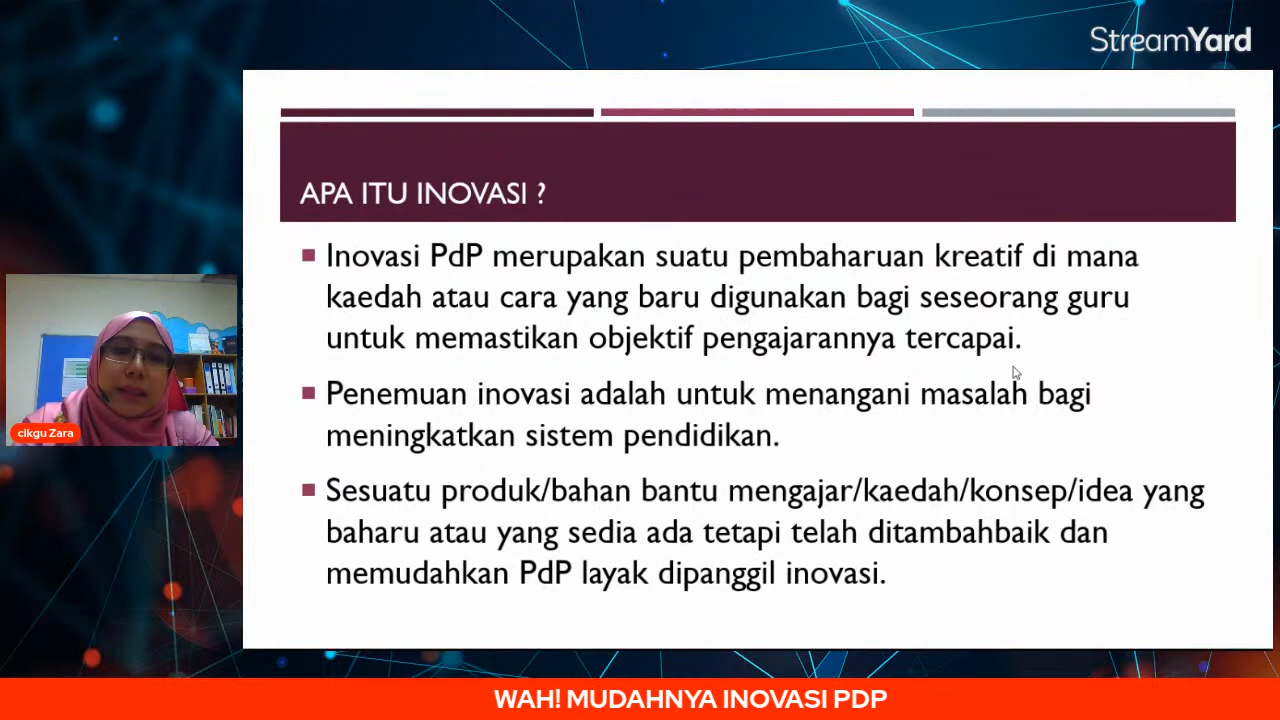 StreamYard
APA ITU INOVASI ?
Inovasi PdP merupakan suatu pembaharuan kreatif di mana
kaedah atau cara yang baru digunakan bagi seseorang guru
untuk memastikan objektif pengajarannya tercapai.
Penemuan inovasi adalah untuk menangani masalah bagi
meningkatkan sistem pendidikan.
Sesuatu produk/bahan bantu mengajar/kaedah/konsep/idea yang
baharu atau yang sedia ada tetapi telah ditambahbaik dan
memudahkan PdP layak dipanggil inovasi.
cikgu Zara
WAH! MUDAHNYA INOVASI PDP